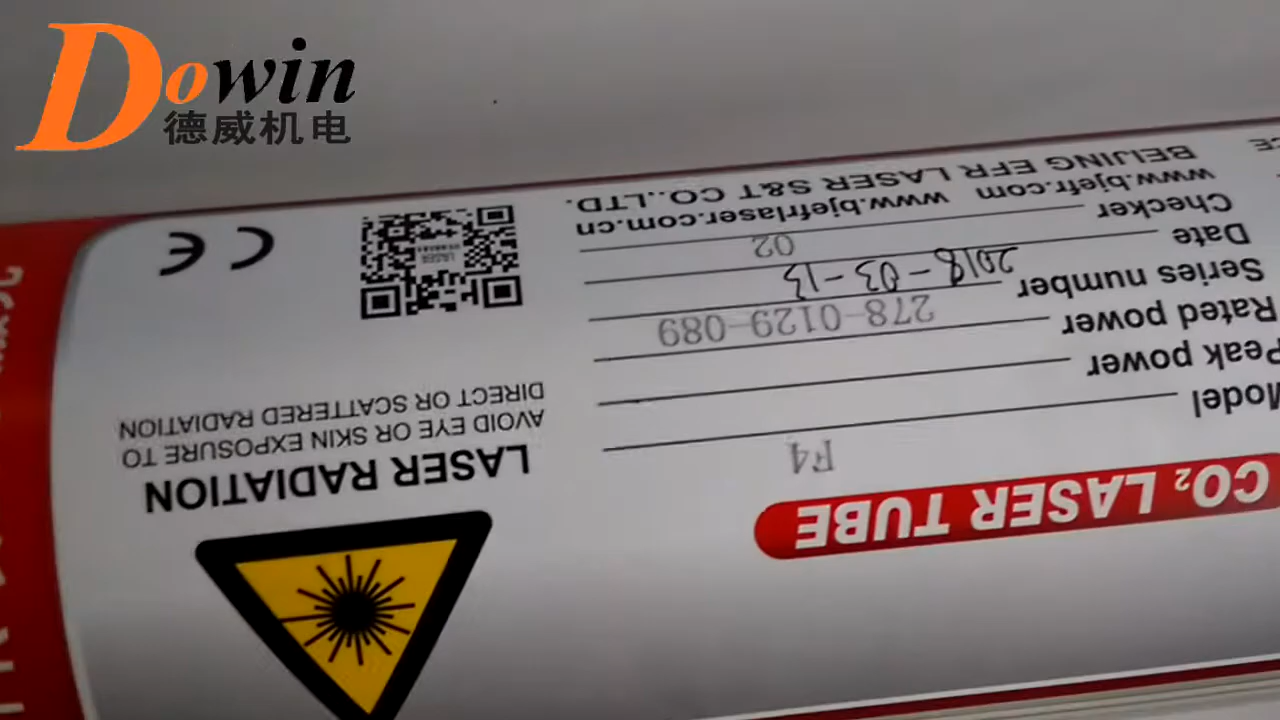 Dowin
德威机电
CO₂ LASER TUBE
Model F4
Peak power
Rated power
Series number 278-0129-089
Date 2018-03-13
Checker 02
www.bjefr.com www.bjefrlaser.com.cn
BEIJING EFR LASER S&T CO.,LTD.
LASER RADIATION
AVOID EYE OR SKIN EXPOSURE TO
DIRECT OR SCATTERED RADIATION
CE